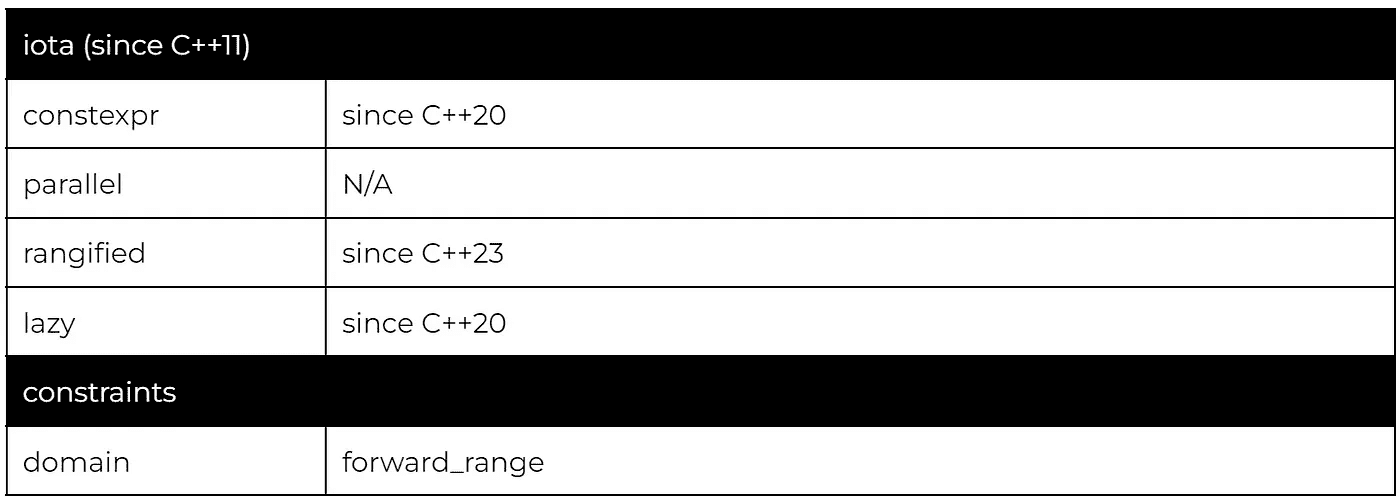 iota (since C++11)
constexpr since C++20
parallel N/A
rangified since C++23
lazy since C++20
constraints
domain forward_range